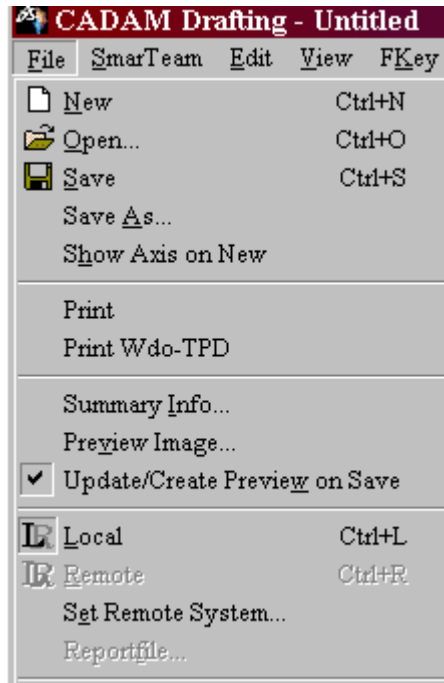 CADAM Drafting - Untitled
File SmarTeam Edit View FKey
New Ctrl+N
Open... Ctrl+O
Save Ctrl+S
Save As...
Show Axis on New
Print
Print Wdo-TPD
Summary Info...
Preview Image...
Update/Create Preview on Save
LR Local Ctrl+L
LR Remote Ctrl+R
Set Remote System...
Reportfile...